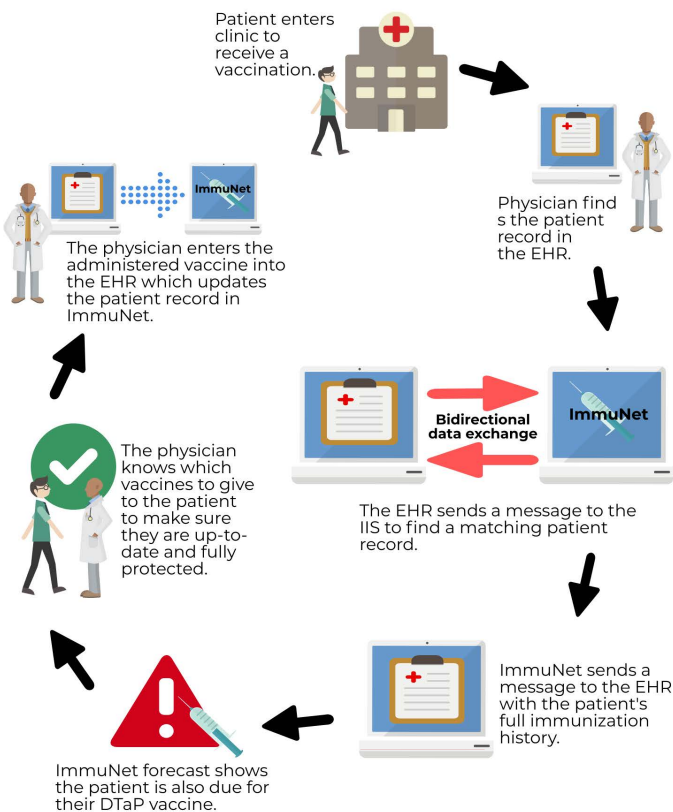 Patient enters
clinic to
receive a
vaccination.
Physician find
s the patient
record in
the EHR.
Bidirectional
data exchange
ImmuNet
The EHR sends a message to the
IIS to find a matching patient
record.
ImmuNet sends a
message to the EHR
with the patient's
full immunization
history.
ImmuNet forecast shows
the patient is also due for
their DTaP vaccine.
The physician
knows which
vaccines to give
to the patient
to make sure
they are up-to-
date and fully
protected.
ImmuNet
The physician enters the
administered vaccine into
the EHR which updates
the patient record in
ImmuNet.